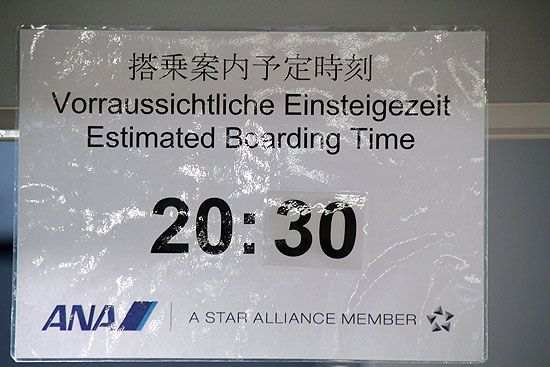 搭乗案内予定時刻
Vorraussichtliche Einsteigezeit
Estimated Boarding Time
20:30
ANA A STAR ALLIANCE MEMBER